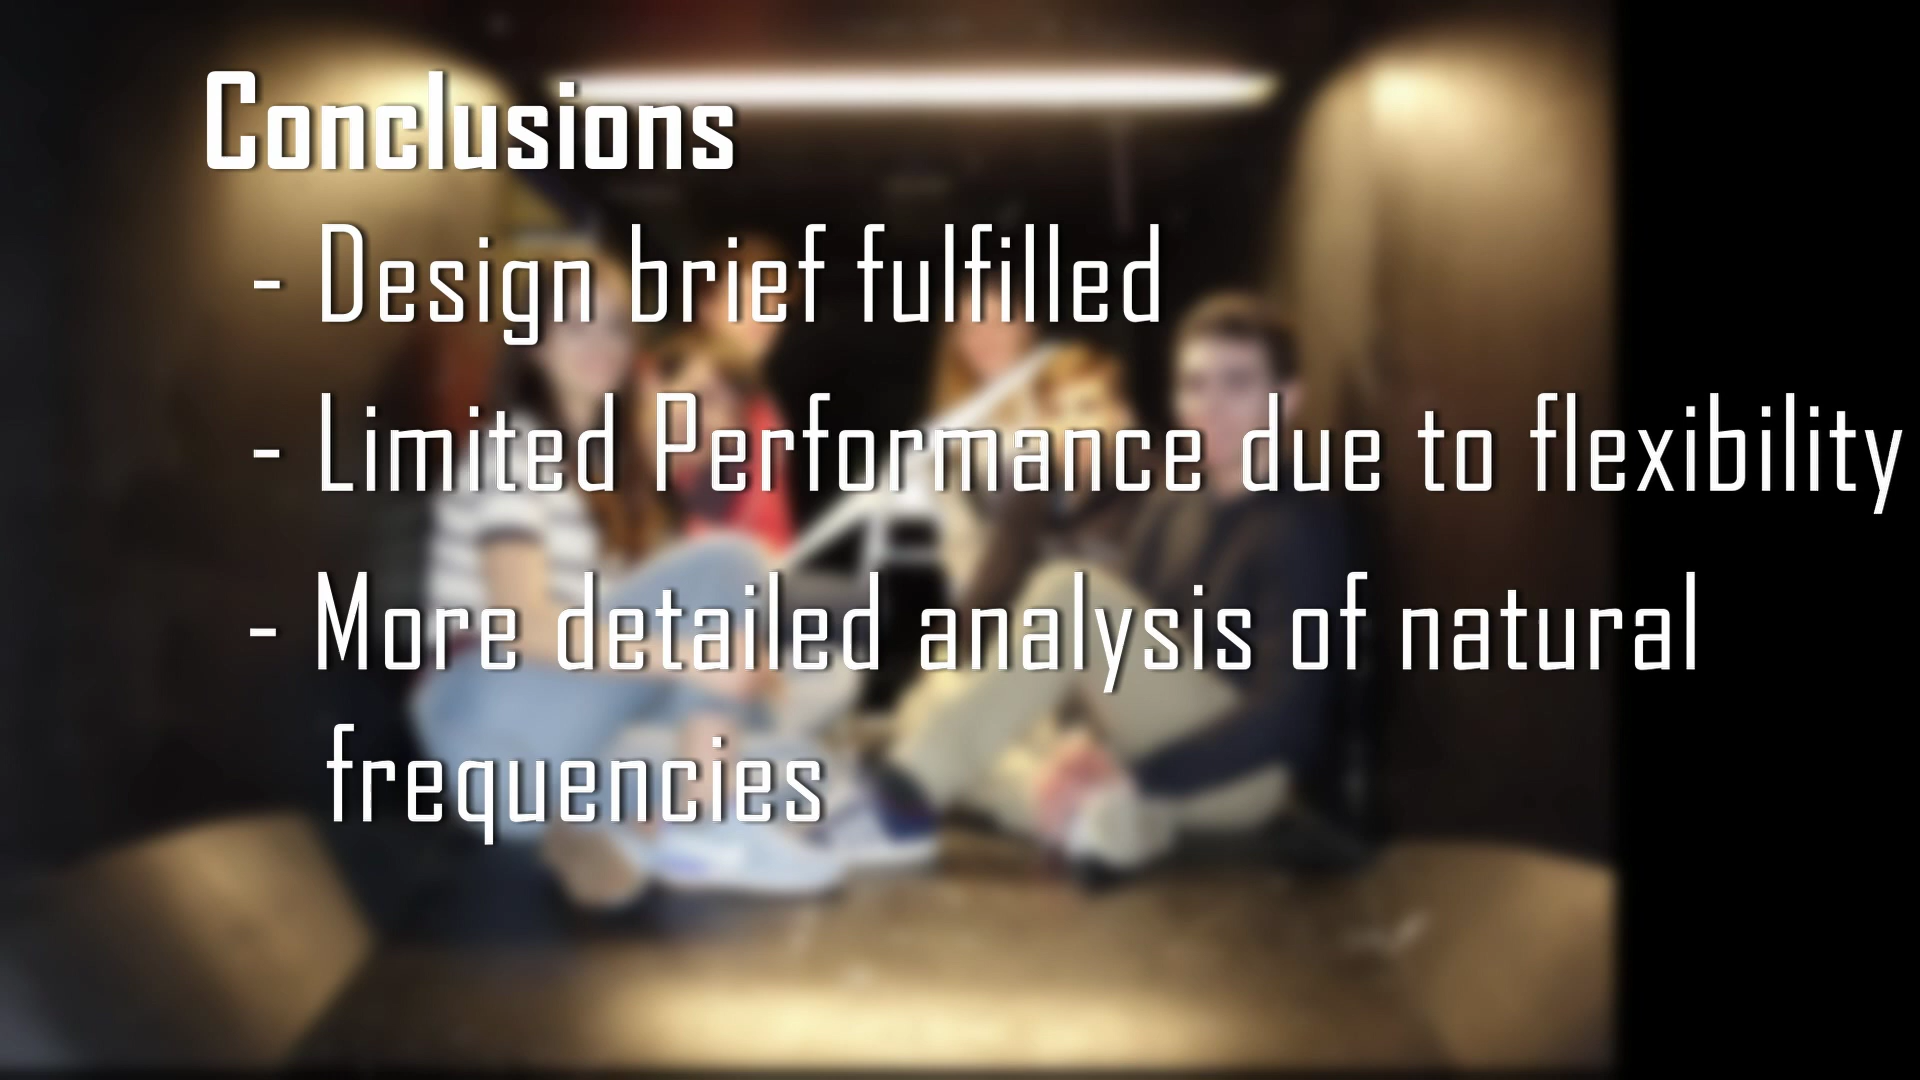 Conclusions
- Design brief fulfilled
- Limited Performance due to flexibility
- More detailed analysis of natural
frequencies